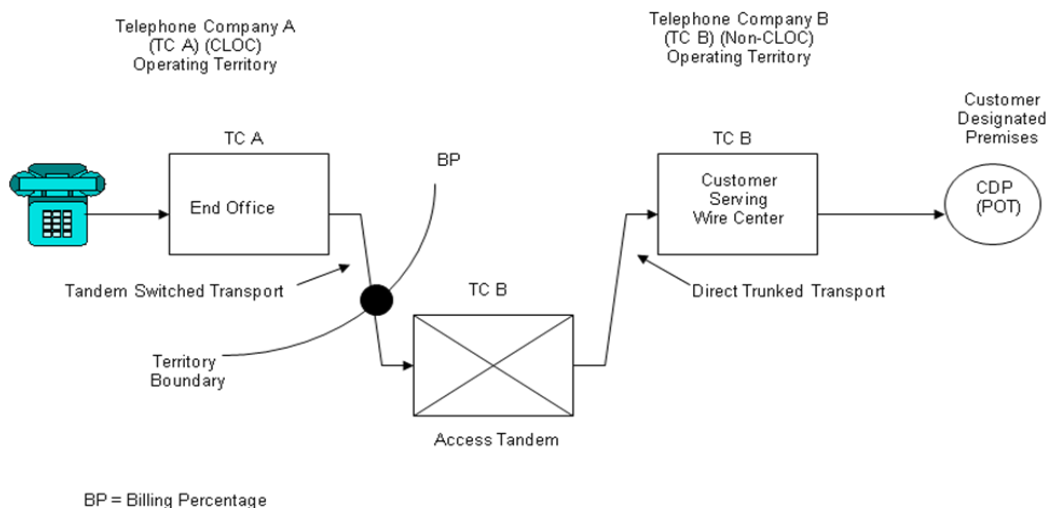 Telephone Company A
(TC A) (CLOC)
Operating Territory
Telephone Company B
(TC B) (Non-CLOC)
Operating Territory
Customer
Designated
Premises
TC A
BP
TC B
End Office
Customer
Serving
Wire Center
CDP
(POT)
Tandem Switched Transport
TC B
Direct Trunked Transport
Territory
Boundary
Access Tandem
BP = Billing Percentage